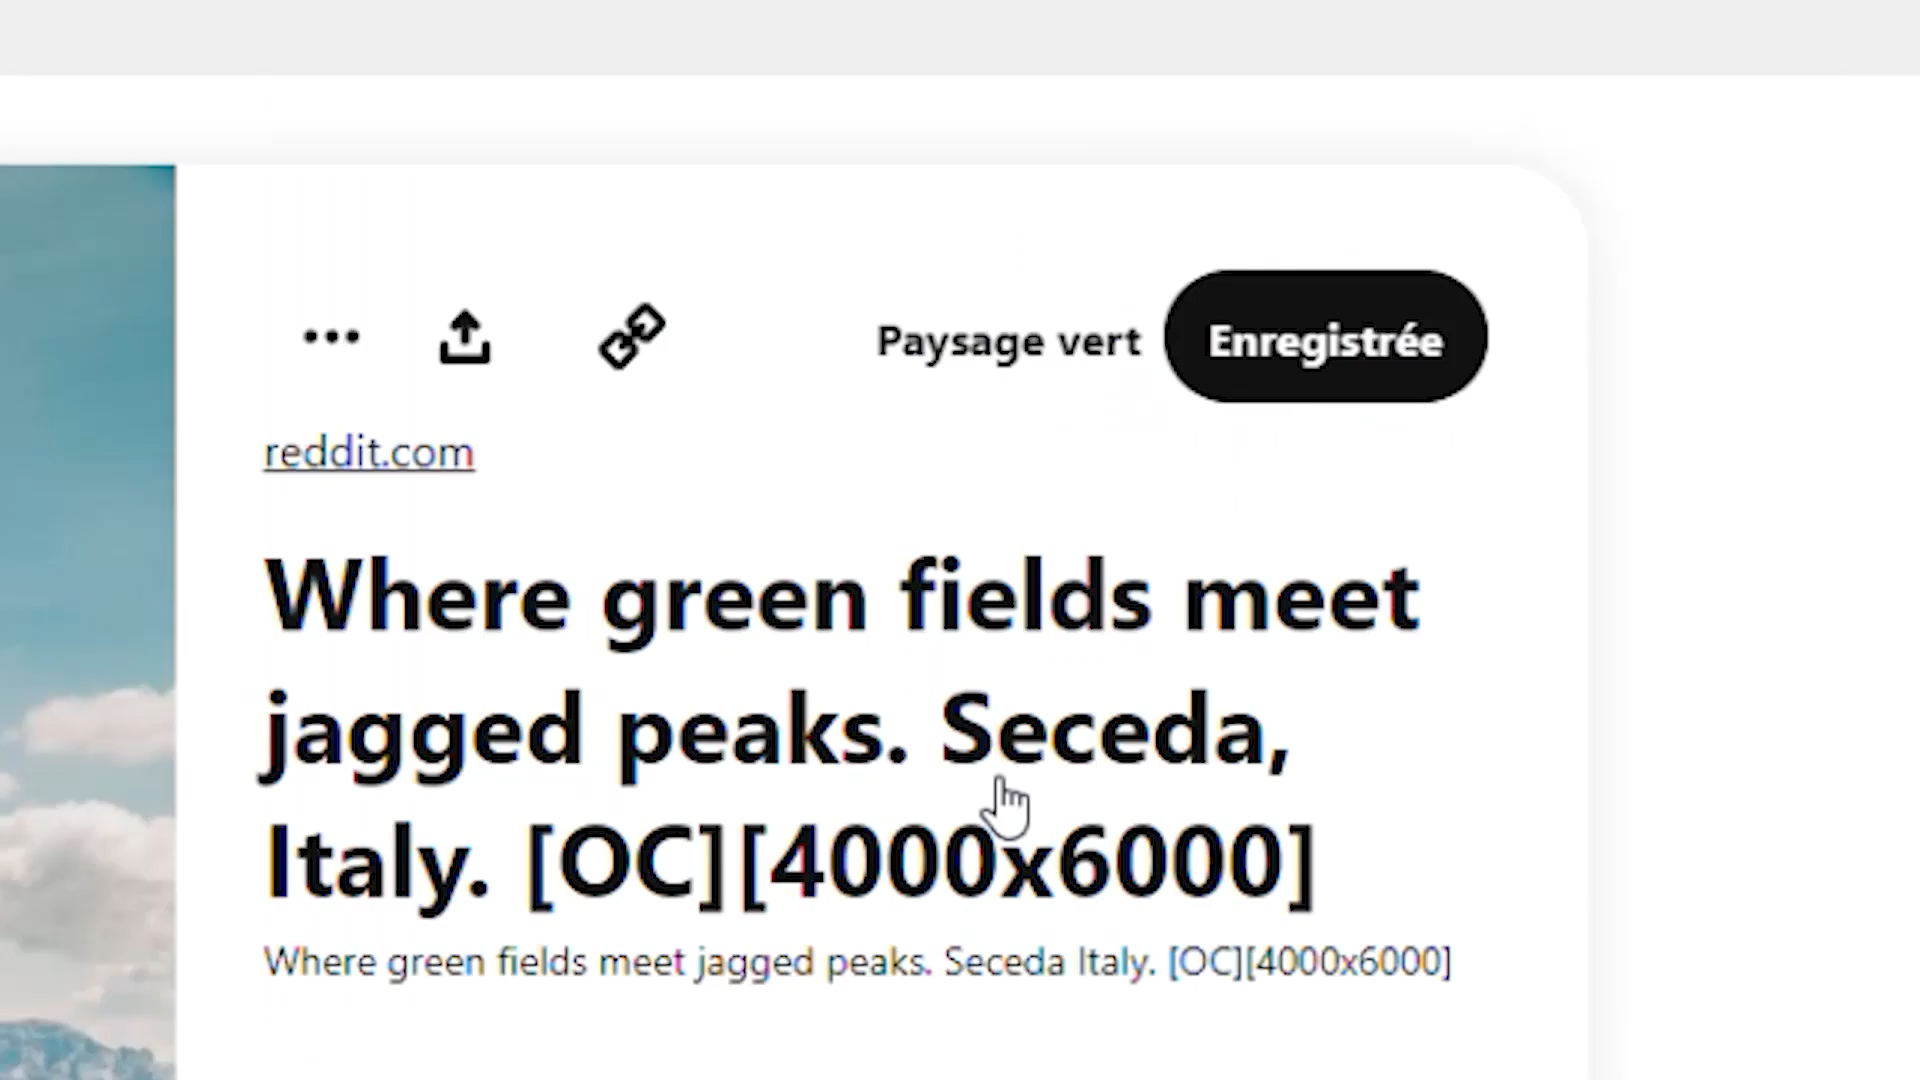 Paysage vert Enregistrée
reddit.com
Where green fields meet
jagged peaks. Seceda,
Italy. [OC][4000x6000]
Where green fields meet jagged peaks. Seceda Italy. [OC][4000x6000]